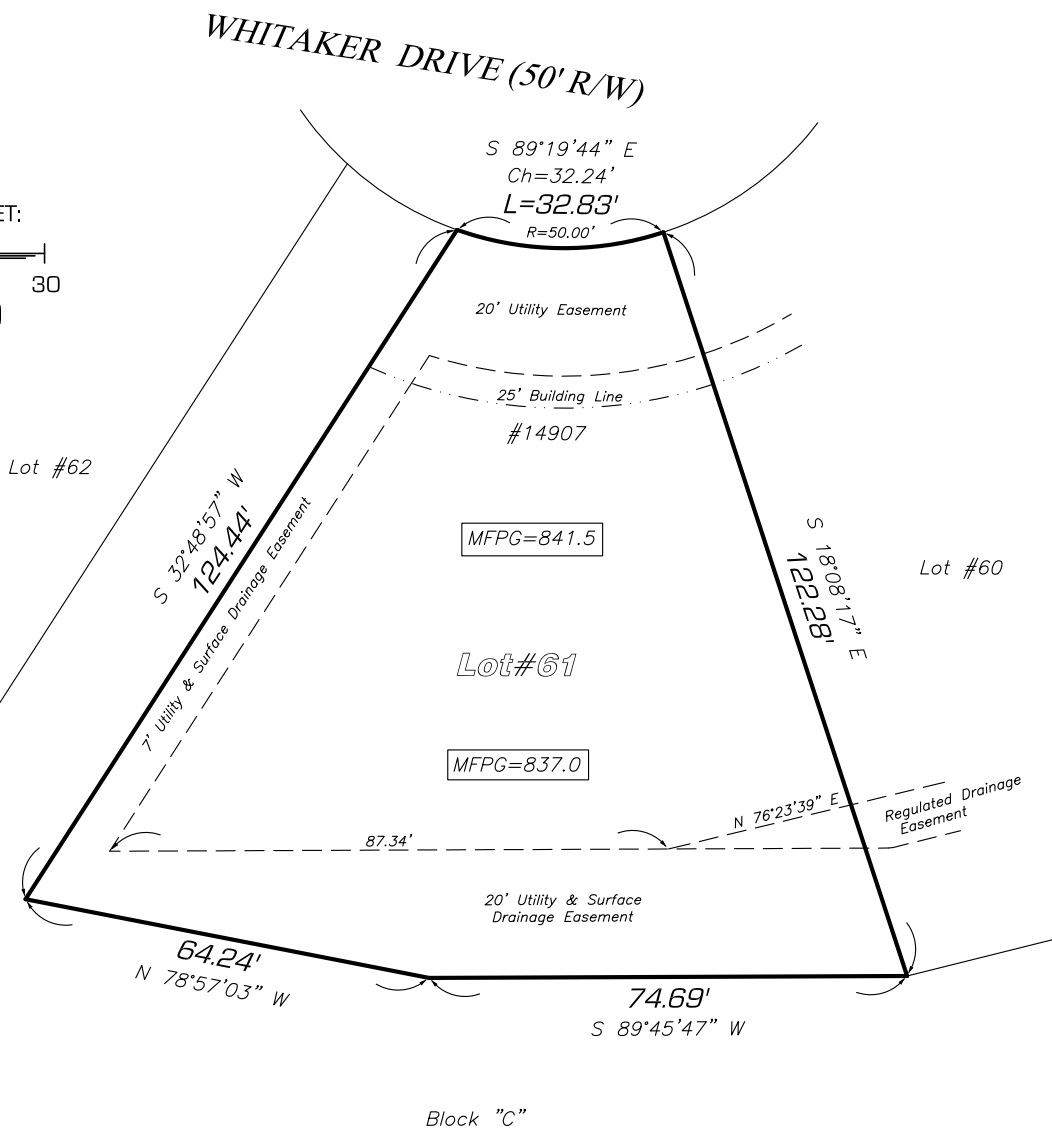 WHITAKER DRIVE (50' R/W)
S 89°19'44" E
Ch=32.24'
L=32.83'
R=50.00'
ET:
30
)
20' Utility Easement
25' Building Line
#14907
Lot #62
S 32°48'57" W
124.44'
7' Utility & Surface Drainage Easement
MFPG=841.5
S 18°08'17" E
122.28'
Lot #60
Lot#61
MFPG=837.0
N 76°23'39" E
Regulated Drainage
Easement
87.34'
20' Utility & Surface
Drainage Easement
64.24'
N 78°57'03" W
74.69'
S 89°45'47" W
Block "C"